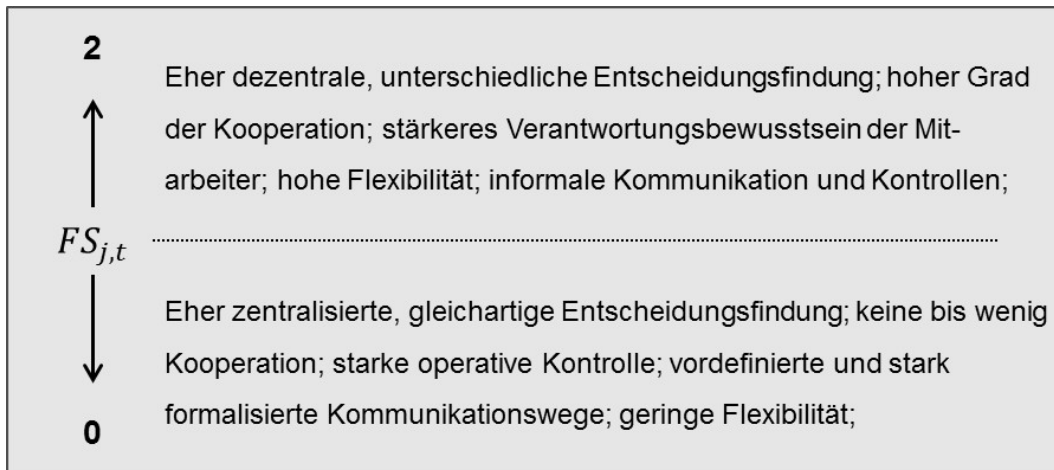 2
Eher dezentrale, unterschiedliche Entscheidungsfindung; hoher Grad
der Kooperation; stärkeres Verantwortungsbewusstsein der Mit-
arbeiter; hohe Flexibilität; informale Kommunikation und Kontrollen;
FS_{j,t}
Eher zentralisierte, gleichartige Entscheidungsfindung; keine bis wenig
Kooperation; starke operative Kontrolle; vordefinierte und stark
formalisierte Kommunikationswege; geringe Flexibilität;
0